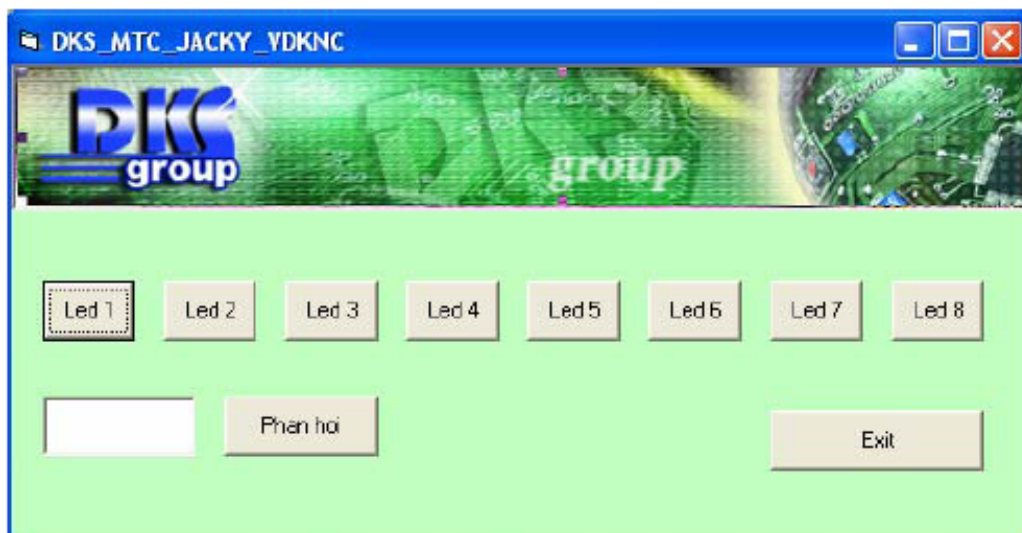 DKS_MTC_JACKY_VDKNC
DKS
group
group
Led 1 Led 2 Led 3 Led 4 Led 5 Led 6 Led 7 Led 8
Phan hoi
Exit